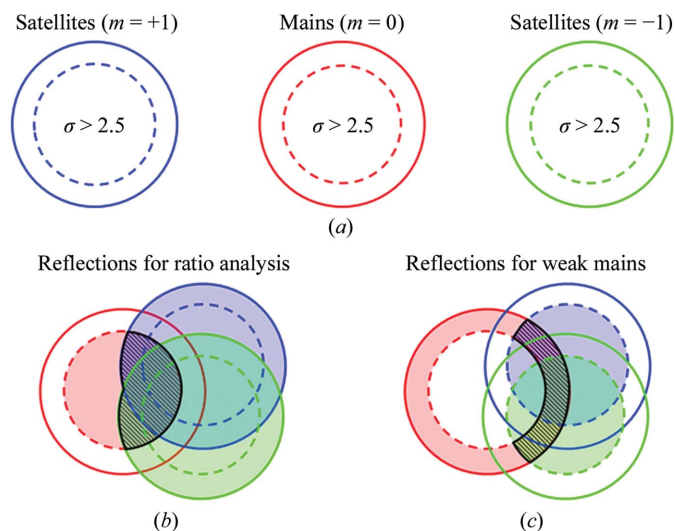 Satellites (m = +1) Mains (m = 0) Satellites (m = −1)
σ > 2.5 σ > 2.5 σ > 2.5
(a)
Reflections for ratio analysis Reflections for weak mains
(b) (c)